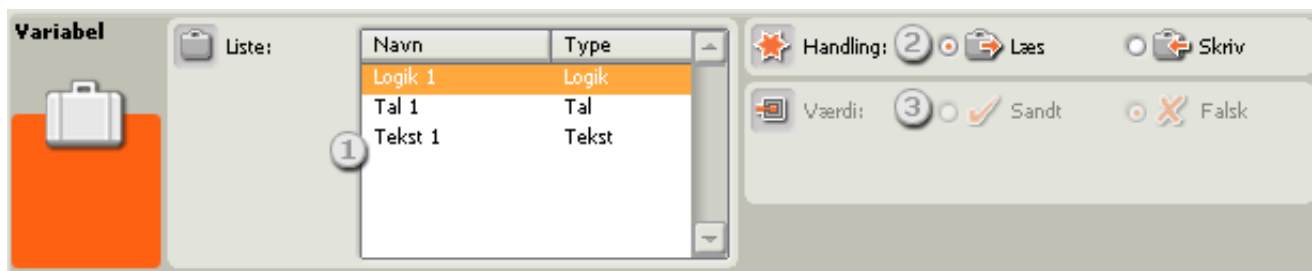 Variabel
Liste:
Navn Type
Logik 1 Logik
Tal 1 Tal
Tekst 1 Tekst
1
Handling: 2 Læs Skriv
Værdi: 3 Sandt Falsk